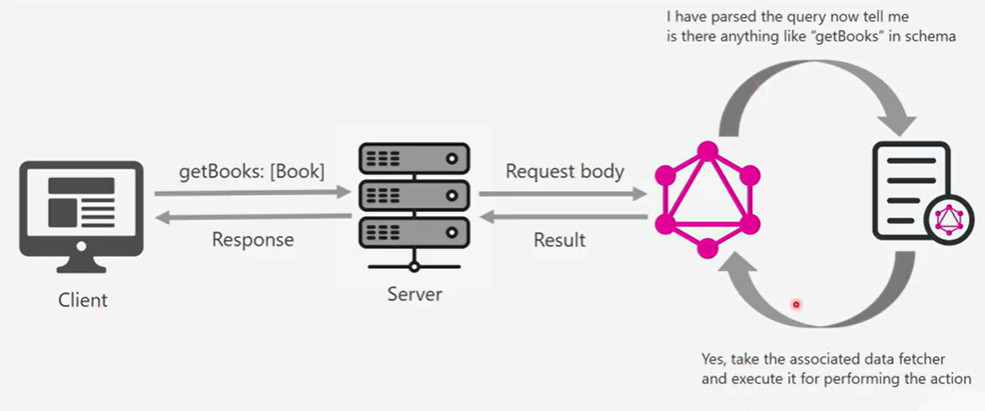 I have parsed the query now tell me
is there anything like "getBooks" in schema
getBooks: [Book]
Request body
Response
Result
Client
Server
Yes, take the associated data fetcher
and execute it for performing the action